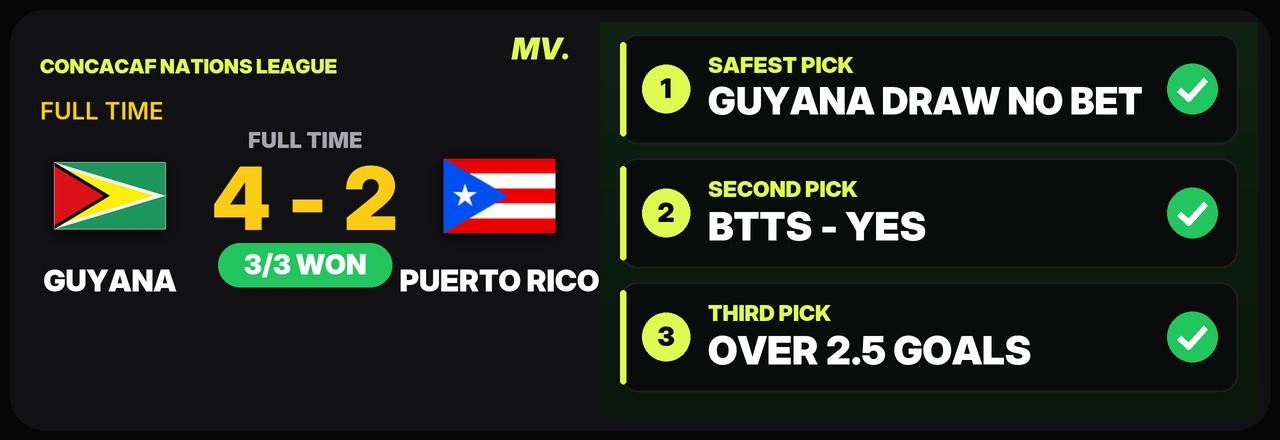 MV.
CONCACAF NATIONS LEAGUE
FULL TIME
FULL TIME
4 - 2
3/3 WON
GUYANA
PUERTO RICO
1
SAFEST PICK
GUYANA DRAW NO BET
2
SECOND PICK
BTTS - YES
3
THIRD PICK
OVER 2.5 GOALS